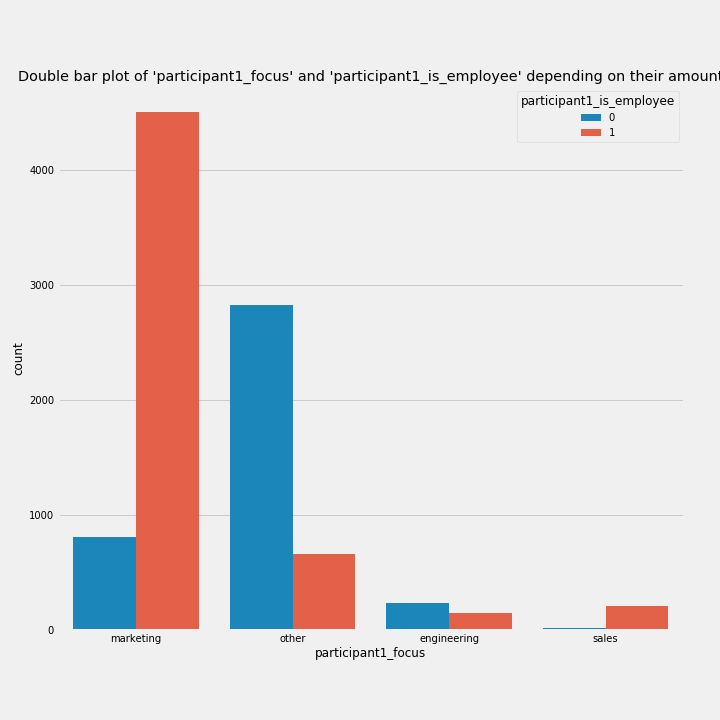 Double bar plot of 'participant1_focus' and 'participant1_is_employee' depending on their amount
participant1_is_employee
0
1
4000
3000
2000
1000
0
count
marketing other engineering sales
participant1_focus